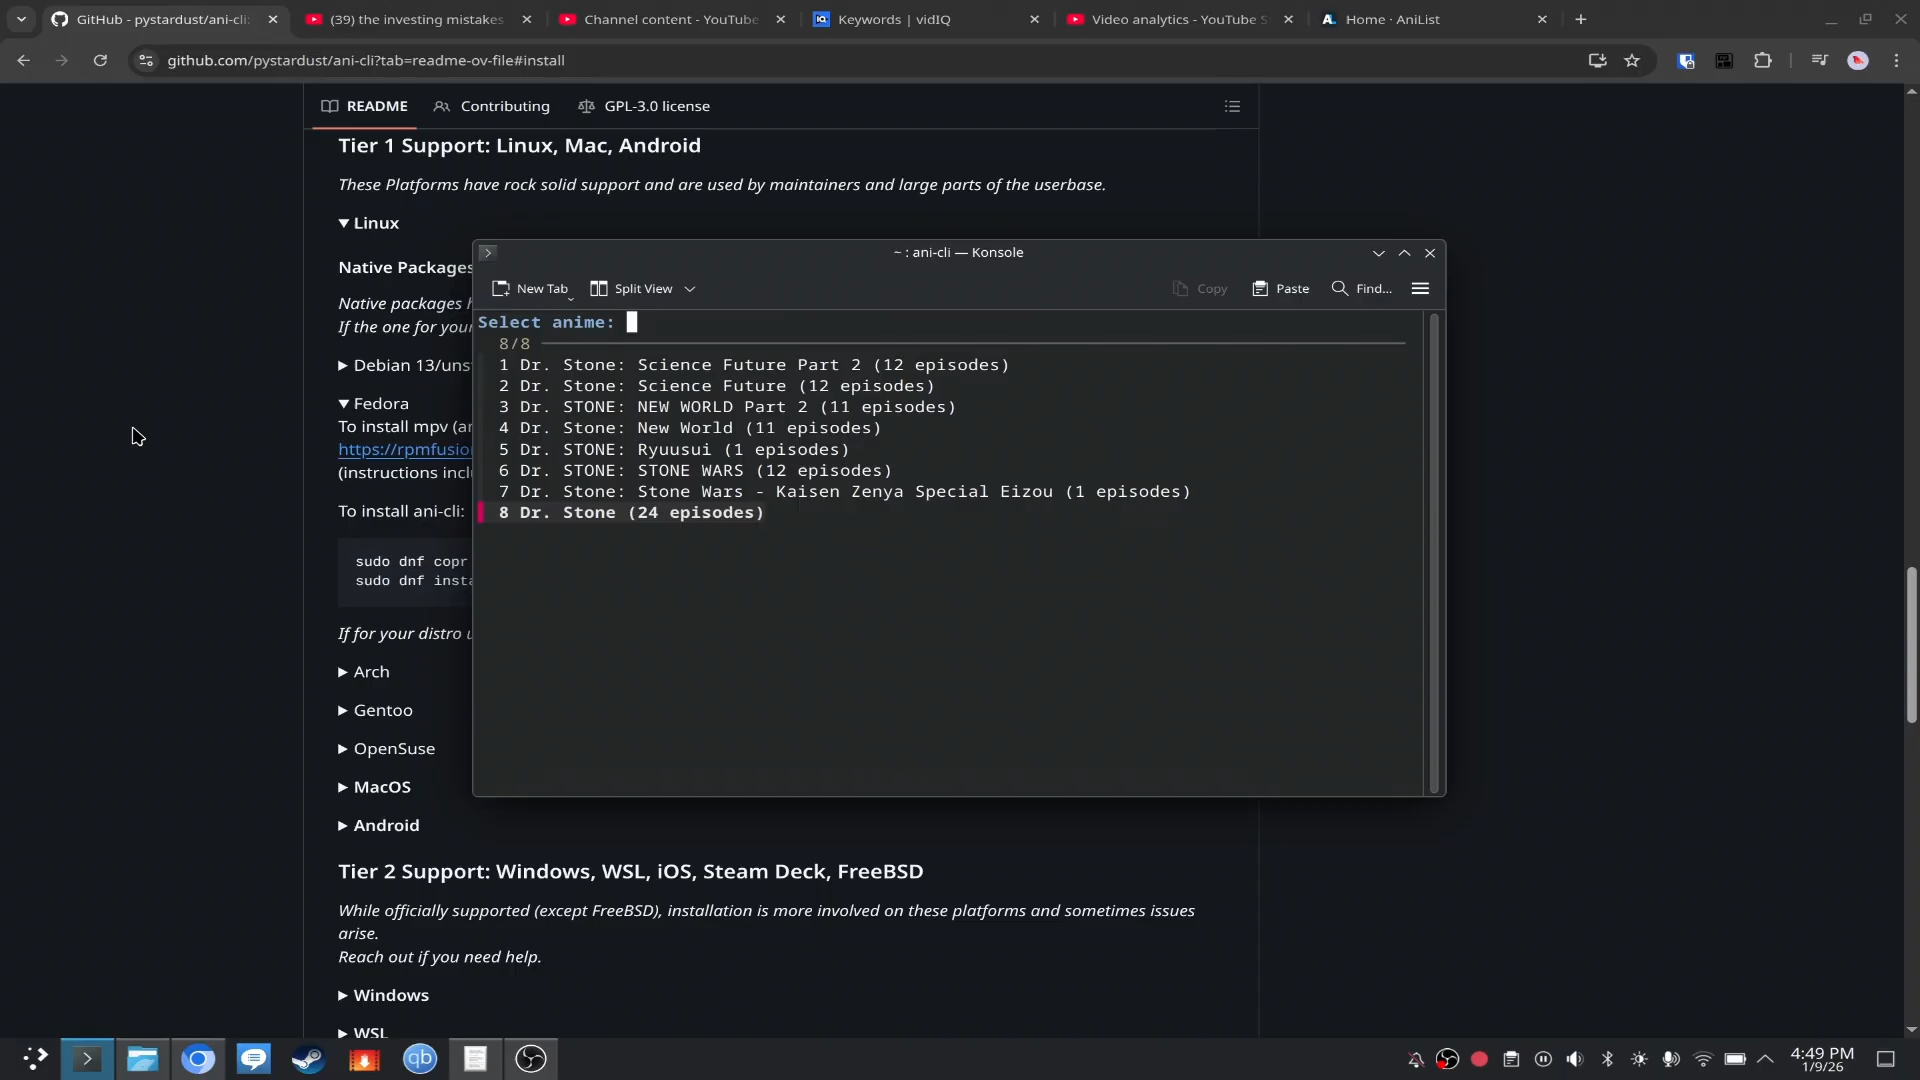 GitHub - pystardust/ani-cli:
(39) the investing mistakes
Channel content - YouTube
Keywords | vidIQ
Video analytics - YouTube S
Home · AniList
github.com/pystardust/ani-cli?tab=readme-ov-file#install
README
Contributing
GPL-3.0 license
Tier 1 Support: Linux, Mac, Android
These Platforms have rock solid support and are used by maintainers and large parts of the userbase.
Linux
Native Packages
Native packages h
If the one for your
Debian 13/uns
Fedora
To install mpv (an
https://rpmfusion
(instructions incl
To install ani-cli:
sudo dnf copr
sudo dnf insta
If for your distro u
Arch
Gentoo
OpenSuse
MacOS
Android
Tier 2 Support: Windows, WSL, iOS, Steam Deck, FreeBSD
While officially supported (except FreeBSD), installation is more involved on these platforms and sometimes issues
arise.
Reach out if you need help.
Windows
WSL
~ : ani-cli — Konsole
New Tab
Split View
Copy
Paste
Find...
Select anime:
8/8
1 Dr. Stone: Science Future Part 2 (12 episodes)
2 Dr. Stone: Science Future (12 episodes)
3 Dr. STONE: NEW WORLD Part 2 (11 episodes)
4 Dr. Stone: New World (11 episodes)
5 Dr. STONE: Ryuusui (1 episodes)
6 Dr. STONE: STONE WARS (12 episodes)
7 Dr. Stone: Stone Wars - Kaisen Zenya Special Eizou (1 episodes)
8 Dr. Stone (24 episodes)
qb
4:49 PM
1/9/26